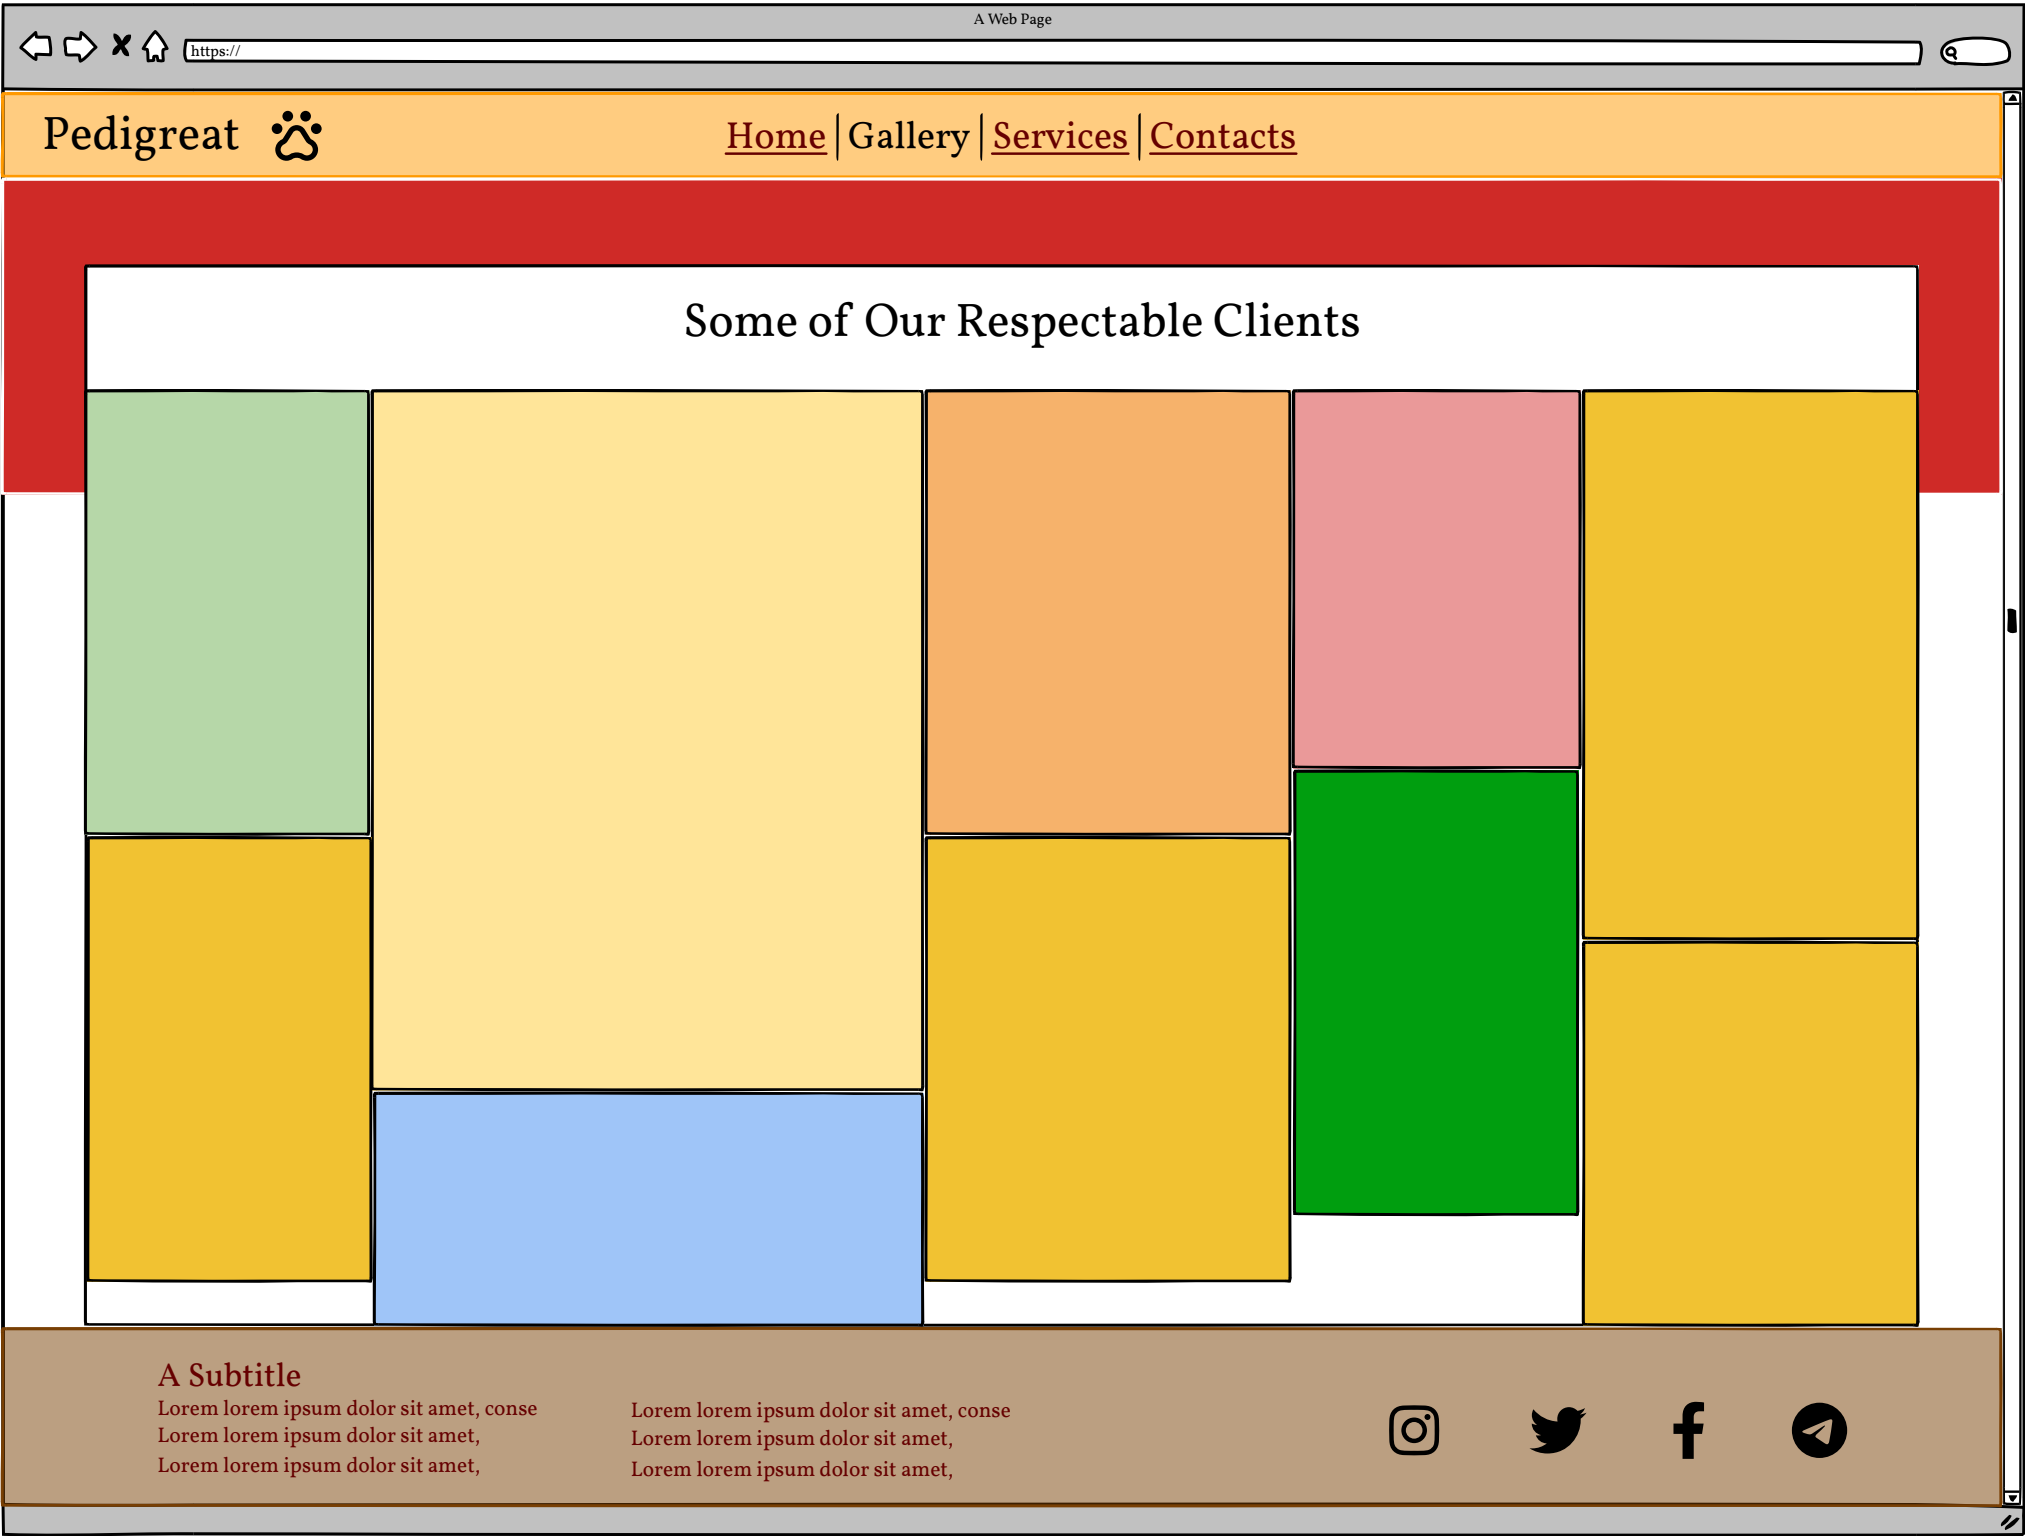 A Web Page
https://
Pedigreat
Home Gallery Services Contacts
Some of Our Respectable Clients
A Subtitle
Lorem lorem ipsum dolor sit amet, conse
Lorem lorem ipsum dolor sit amet,
Lorem lorem ipsum dolor sit amet,
Lorem lorem ipsum dolor sit amet, conse
Lorem lorem ipsum dolor sit amet,
Lorem lorem ipsum dolor sit amet,